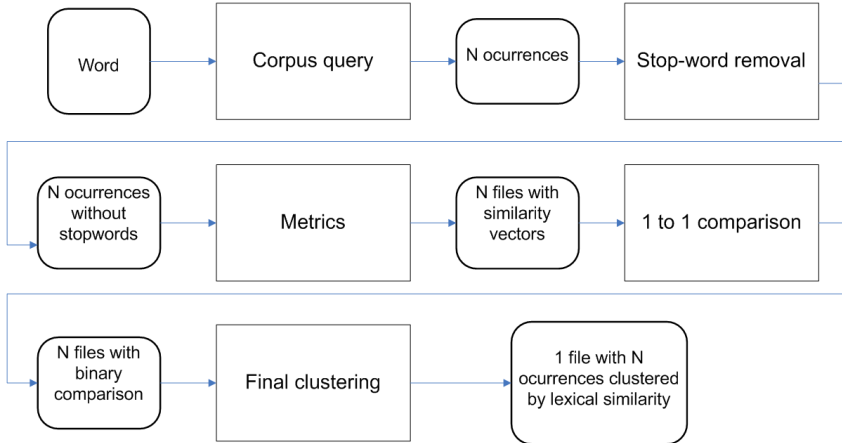 Word
Corpus query
N ocurrences
Stop-word removal
N ocurrences
without
stopwords
Metrics
N files with
similarity
vectors
1 to 1 comparison
N files with
binary
comparison
Final clustering
1 file with N
ocurrences clustered
by lexical similarity